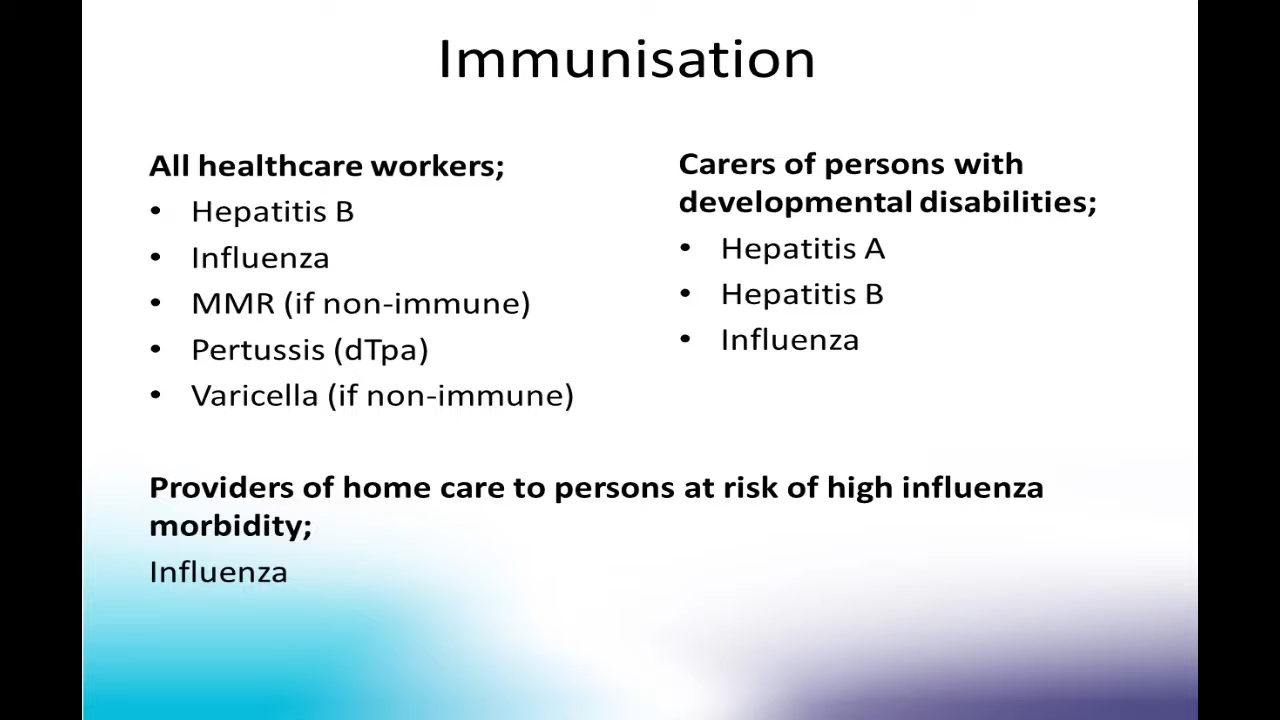 Immunisation
All healthcare workers;
• Hepatitis B
• Influenza
• MMR (if non-immune)
• Pertussis (dTpa)
• Varicella (if non-immune)
Carers of persons with
developmental disabilities;
• Hepatitis A
• Hepatitis B
• Influenza
Providers of home care to persons at risk of high influenza
morbidity;
Influenza